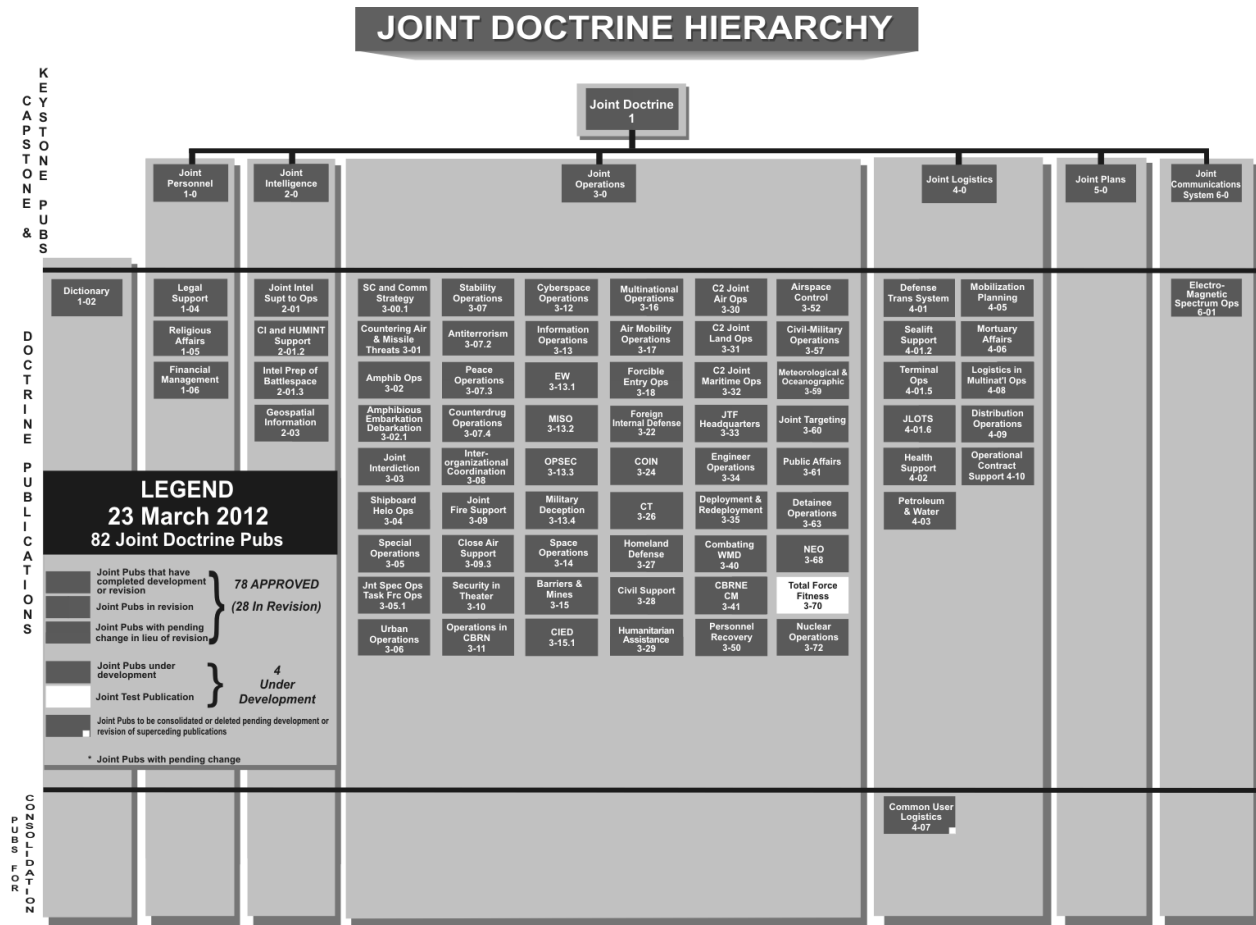 JOINT DOCTRINE HIERARCHY
CAPSTONE &
KEYSTONE PUBS
Joint Doctrine
1
Joint
Personnel
1-0
Joint
Intelligence
2-0
Joint
Operations
3-0
Joint Logistics
4-0
Joint Plans
5-0
Joint
Communications
System 6-0
DOCTRINE PUBLICATIONS
Dictionary
1-02
Legal
Support
1-04
Religious
Affairs
1-05
Financial
Management
1-06
Joint Intel
Supt to Ops
2-01
CI and HUMINT
Support
2-01.2
Intel Prep of
Battlespace
2-01.3
Geospatial
Information
2-03
SC and Comm
Strategy
3-00.1
Countering Air
& Missile
Threats 3-01
Amphib Ops
3-02
Amphibious
Embarkation
Debarkation
3-02.1
Joint
Interdiction
3-03
Shipboard
Helo Ops
3-04
Special
Operations
3-05
Jnt Spec Ops
Task Frc Ops
3-05.1
Urban
Operations
3-06
Stability
Operations
3-07
Antiterrorism
3-07.2
Peace
Operations
3-07.3
Counterdrug
Operations
3-07.4
Inter-
organizational
Coordination
3-08
Joint
Fire Support
3-09
Close Air
Support
3-09.3
Security in
Theater
3-10
Operations in
CBRN
3-11
Cyberspace
Operations
3-12
Information
Operations
3-13
EW
3-13.1
MISO
3-13.2
OPSEC
3-13.3
Military
Deception
3-13.4
Space
Operations
3-14
Barriers &
Mines
3-15
CIED
3-15.1
Multinational
Operations
3-16
Air Mobility
Operations
3-17
Forcible
Entry Ops
3-18
Foreign
Internal Defense
3-22
COIN
3-24
CT
3-26
Homeland
Defense
3-27
Civil Support
3-28
Humanitarian
Assistance
3-29
C2 Joint
Air Ops
3-30
C2 Joint
Land Ops
3-31
C2 Joint
Maritime Ops
3-32
JTF
Headquarters
3-33
Engineer
Operations
3-34
Deployment &
Redeployment
3-35
Combating
WMD
3-40
CBRNE
CM
3-41
Personnel
Recovery
3-50
Airspace
Control
3-52
Civil-Military
Operations
3-57
Meteorological &
Oceanographic
3-59
Joint Targeting
3-60
Public Affairs
3-61
Detainee
Operations
3-63
NEO
3-68
Total Force
Fitness
3-70
Nuclear
Operations
3-72
Defense
Trans System
4-01
Sealift
Support
4-01.2
Terminal
Ops
4-01.5
JLOTS
4-01.6
Health
Support
4-02
Petroleum
& Water
4-03
Mobilization
Planning
4-05
Mortuary
Affairs
4-06
Logistics in
Multinat'l Ops
4-08
Distribution
Operations
4-09
Operational
Contract
Support 4-10
Electro-
Magnetic
Spectrum Ops
6-01
LEGEND
23 March 2012
82 Joint Doctrine Pubs
Joint Pubs that have
completed development
or revision
Joint Pubs in revision
Joint Pubs with pending
change in lieu of revision
78 APPROVED
(28 In Revision)
Joint Pubs under
development
Joint Test Publication
4
Under
Development
Joint Pubs to be consolidated or deleted pending development or
revision of superceding publications
* Joint Pubs with pending change
PUBS FOR
CONSOLIDATION
Common User
Logistics
4-07